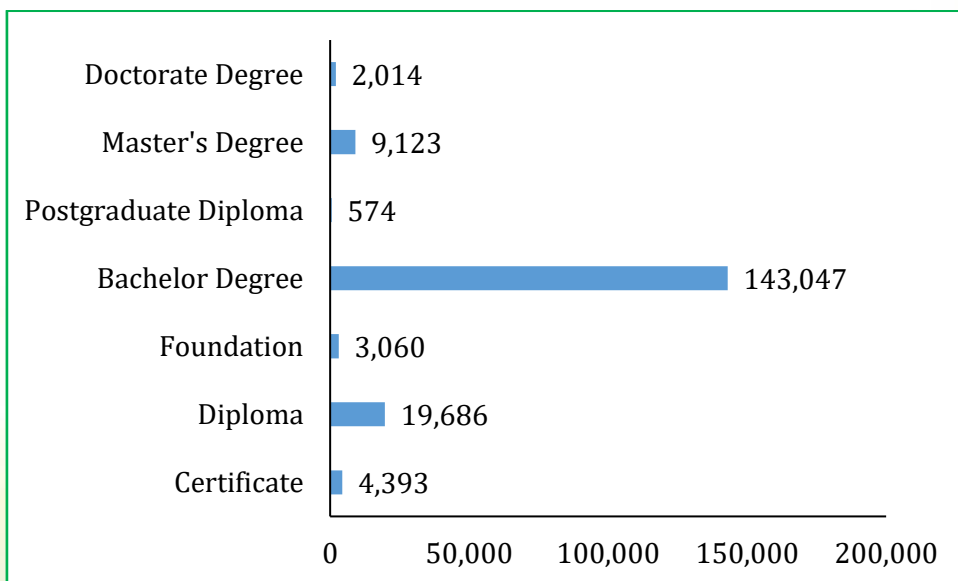 Doctorate Degree 2,014
Master's Degree 9,123
Postgraduate Diploma 574
Bachelor Degree 143,047
Foundation 3,060
Diploma 19,686
Certificate 4,393
0 50,000 100,000 150,000 200,000